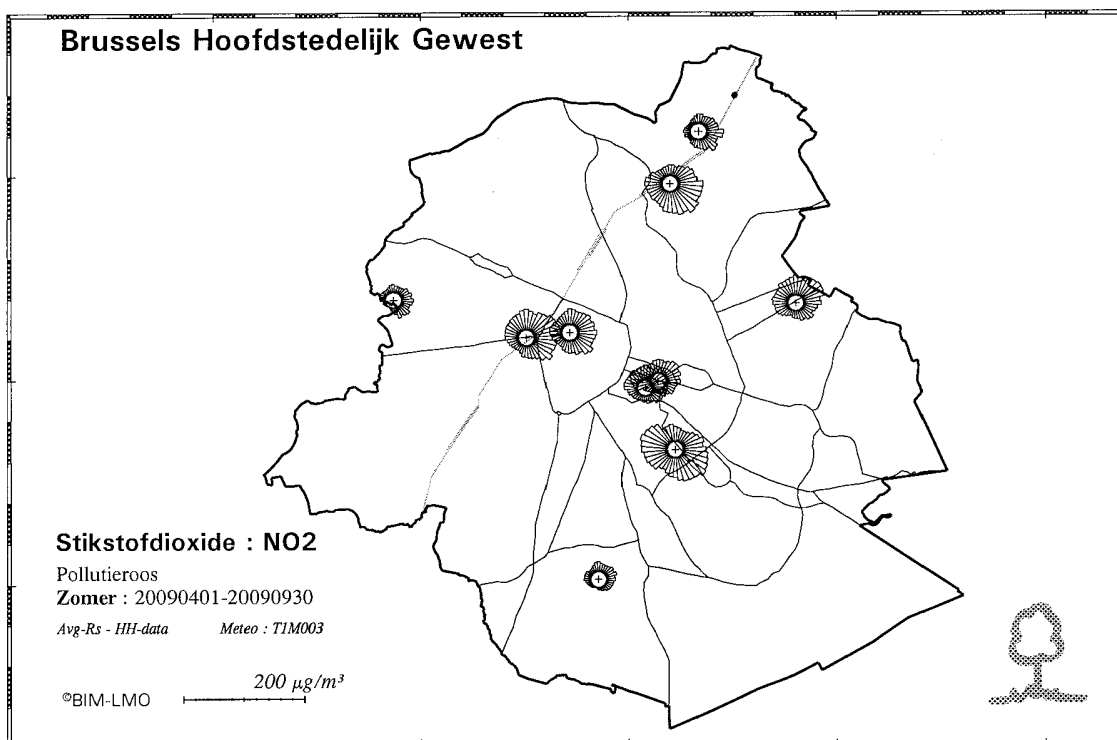 Brussels Hoofdstedelijk Gewest
Stikstofdioxide : NO2
Pollutieroos
Zomer : 20090401-20090930
Avg-Rs - HH-data Meteo : T1M003
200 µg/m³
©BIM-LMO